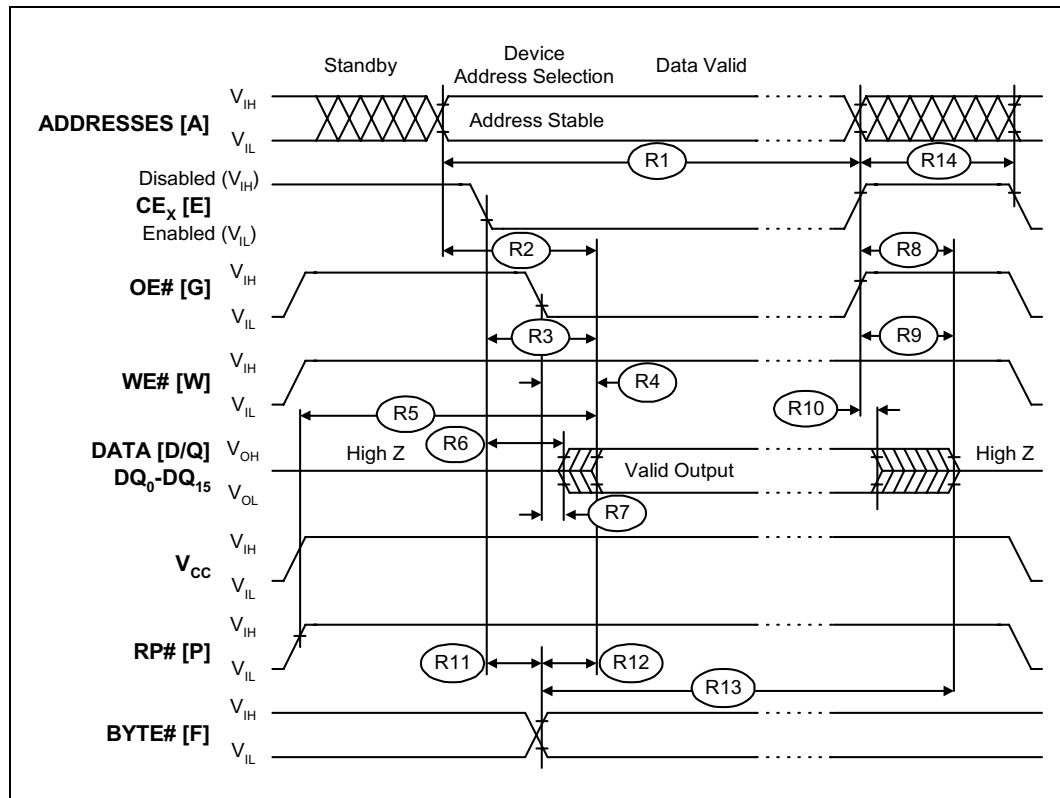 Standby
Device
Address Selection
Data Valid
ADDRESSES [A]
V_IH
V_IL
Address Stable
R1
R14
Disabled (V_IH)
CE_X [E]
Enabled (V_IL)
R2
R8
OE# [G]
V_IH
V_IL
R3
R9
WE# [W]
V_IH
V_IL
R4
R5
R10
R6
DATA [D/Q]
DQ_0-DQ_15
V_OH
V_OL
High Z
Valid Output
High Z
R7
V_CC
V_IH
V_IL
RP# [P]
V_IH
V_IL
R11
R12
R13
BYTE# [F]
V_IH
V_IL